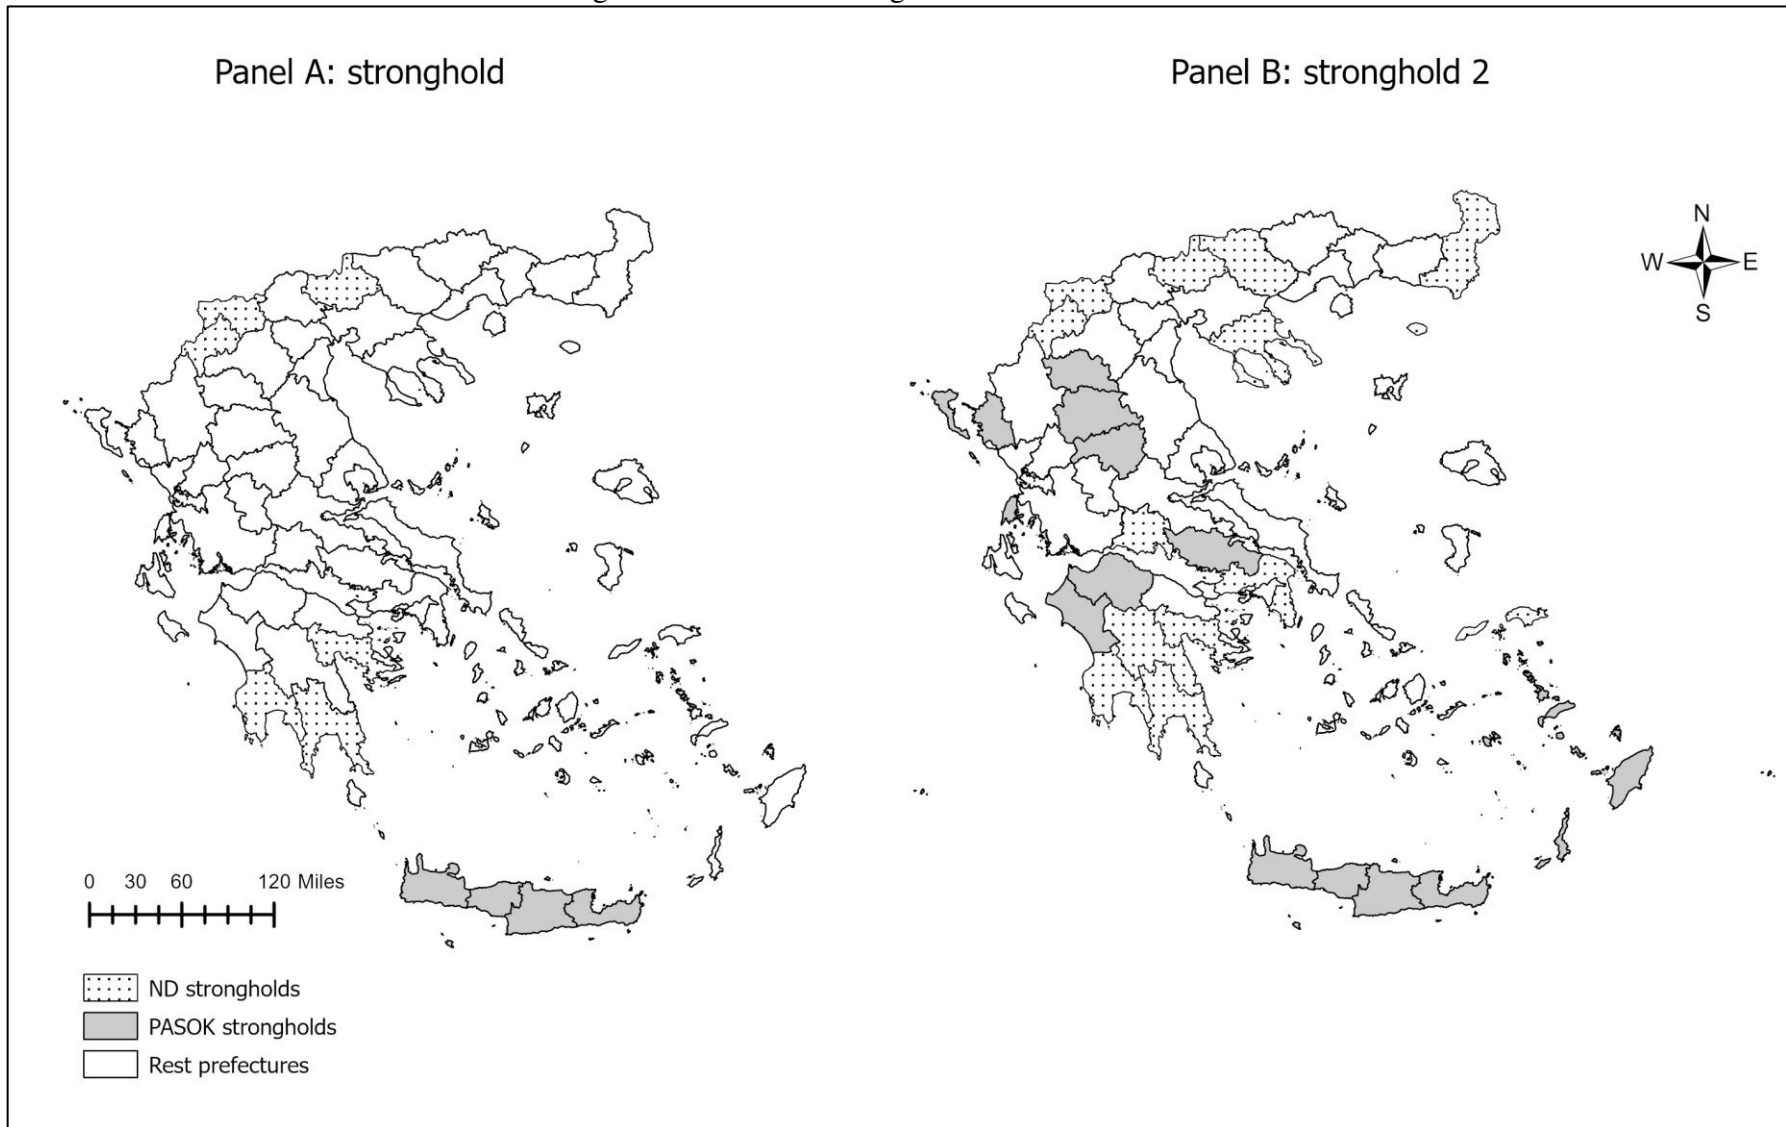 Panel A: stronghold
Panel B: stronghold 2
N
W E
S
0 30 60 120 Miles
ND strongholds
PASOK strongholds
Rest prefectures